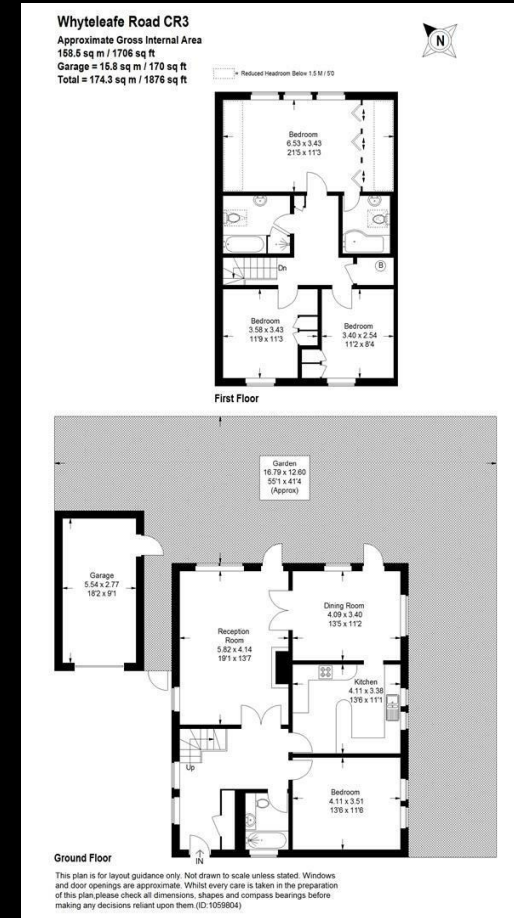 Whyteleafe Road CR3
Approximate Gross Internal Area
158.5 sq m / 1706 sq ft
Garage = 15.8 sq m / 170 sq ft
Total = 174.3 sq m / 1876 sq ft
= Reduced Headroom Below 1.5 M / 5'0
N
Bedroom
6.53 x 3.43
21'5 x 11'3
Dn
B
Bedroom
3.58 x 3.43
11'9 x 11'3
Bedroom
3.40 x 2.54
11'2 x 8'4
First Floor
Garden
16.79 x 12.60
55'1 x 41'4
(Approx)
Garage
5.54 x 2.77
18'2 x 9'1
Reception
Room
5.82 x 4.14
19'1 x 13'7
Dining Room
4.09 x 3.40
13'5 x 11'2
Kitchen
4.11 x 3.38
13'6 x 11'1
Up
Bedroom
4.11 x 3.51
13'6 x 11'6
IN
Ground Floor
This plan is for layout guidance only. Not drawn to scale unless stated. Windows
and door openings are approximate. Whilst every care is taken in the preparation
of this plan,please check all dimensions, shapes and compass bearings before
making any decisions reliant upon them.(ID:1059804)